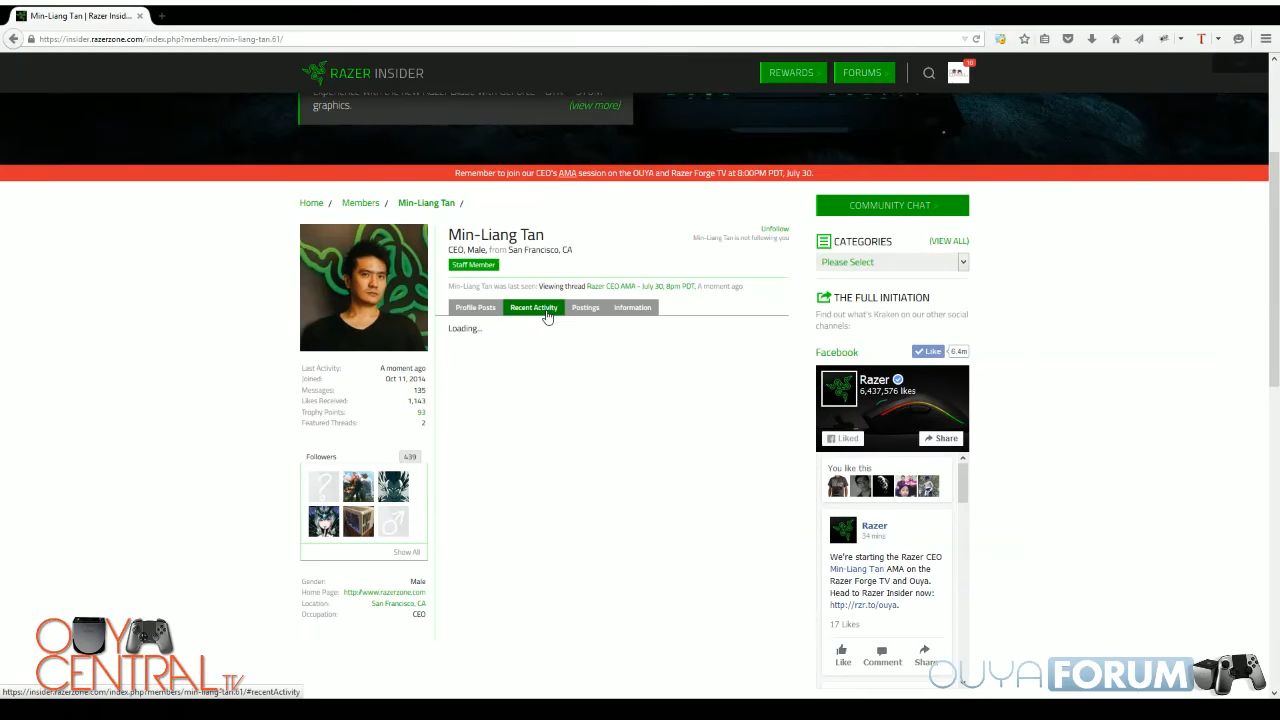 Min-Liang Tan | Razer Insid...
https://insider.razerzone.com/index.php?members/min-liang-tan.61/
RAZER INSIDER
REWARDS
FORUMS
10
graphics.
(view more)
Remember to join our CEO's AMA session on the OUYA and Razer Forge TV at 8:00PM PDT, July 30.
Home / Members / Min-Liang Tan /
Min-Liang Tan
CEO, Male, from San Francisco, CA
Staff Member
Unfollow
Min-Liang Tan is not following you
Min-Liang Tan was last seen: Viewing thread Razer CEO AMA - July 30, 8pm PDT, A moment ago
Profile Posts
Recent Activity
Postings
Information
Loading...
Last Activity: A moment ago
Joined: Oct 11, 2014
Messages: 135
Likes Received: 1,143
Trophy Points: 93
Featured Threads: 2
Followers 439
Show All
Gender: Male
Home Page: http://www.razerzone.com
Location: San Francisco, CA
Occupation: CEO
COMMUNITY CHAT
CATEGORIES (VIEW ALL)
Please Select
THE FULL INITIATION
Find out what's Kraken on our other social
channels:
Facebook
Like 6.4m
Razer
6,437,576 likes
Liked
Share
You like this
Razer
34 mins
We're starting the Razer CEO
Min-Liang Tan AMA on the
Razer Forge TV and Ouya.
Head to Razer Insider now:
http://rzr.to/ouya.
17 Likes
Like Comment Share
OUYA
CENTRAL TV
https://insider.razerzone.com/index.php?members/min-liang-tan.61/#recentActivity
OUYAFORUM